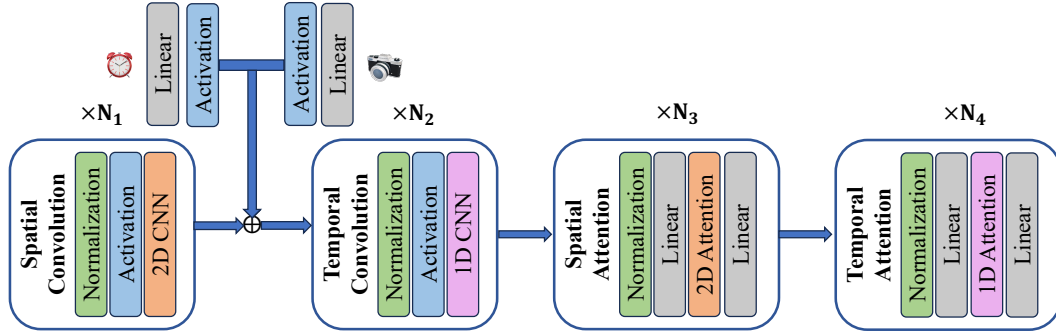 Linear
Activation
Activation
Linear
×N₁
×N₂
×N₃
×N₄
Spatial
Convolution
Normalization
Activation
2D CNN
Temporal
Convolution
Normalization
Activation
1D CNN
Spatial
Attention
Normalization
Linear
2D Attention
Linear
Temporal
Attention
Normalization
Linear
1D Attention
Linear